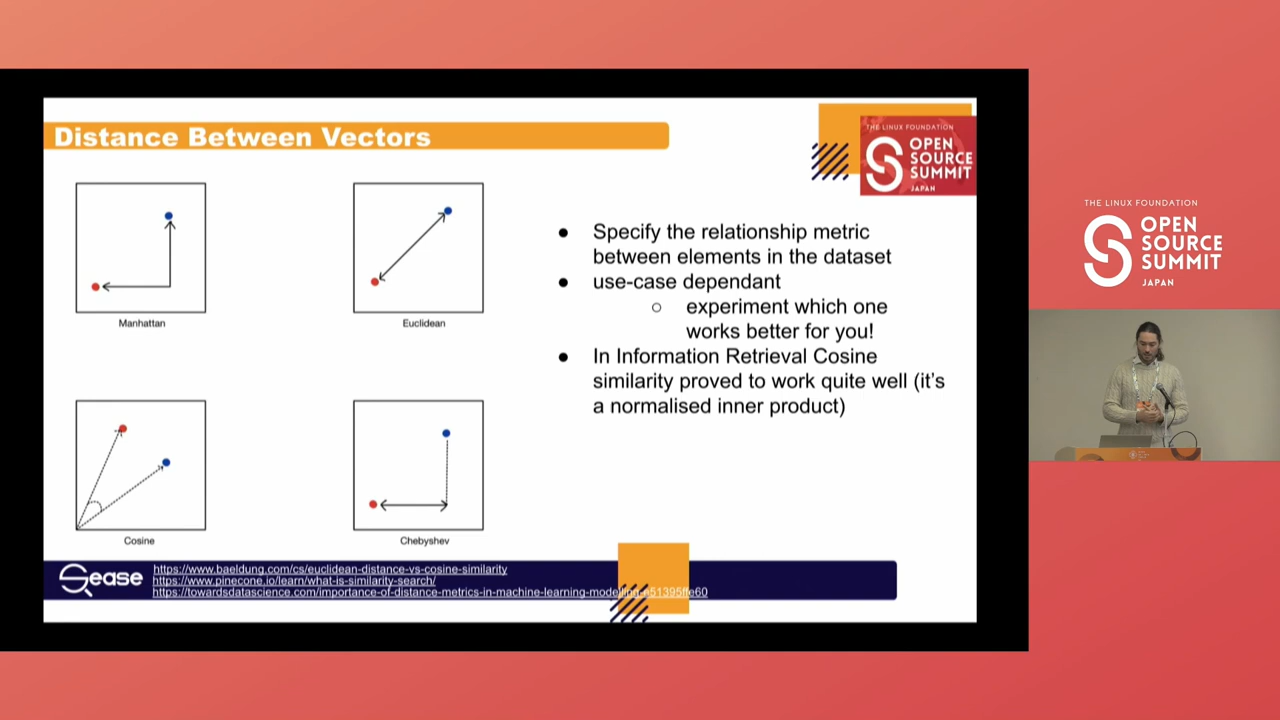 Distance Between Vectors
THE LINUX FOUNDATION
OPEN
SOURCE
SUMMIT
JAPAN
Manhattan
Euclidean
Cosine
Chebyshev
● Specify the relationship metric
between elements in the dataset
● use-case dependant
○ experiment which one
works better for you!
● In Information Retrieval Cosine
similarity proved to work quite well (it's
a normalised inner product)
Sease
https://www.baeldung.com/cs/euclidean-distance-vs-cosine-similarity
https://www.pinecone.io/learn/what-is-similarity-search/
https://towardsdatascience.com/importance-of-distance-metrics-in-machine-learning-modelling-e51395ffe60
THE LINUX FOUNDATION
OPEN
SOURCE
SUMMIT
JAPAN